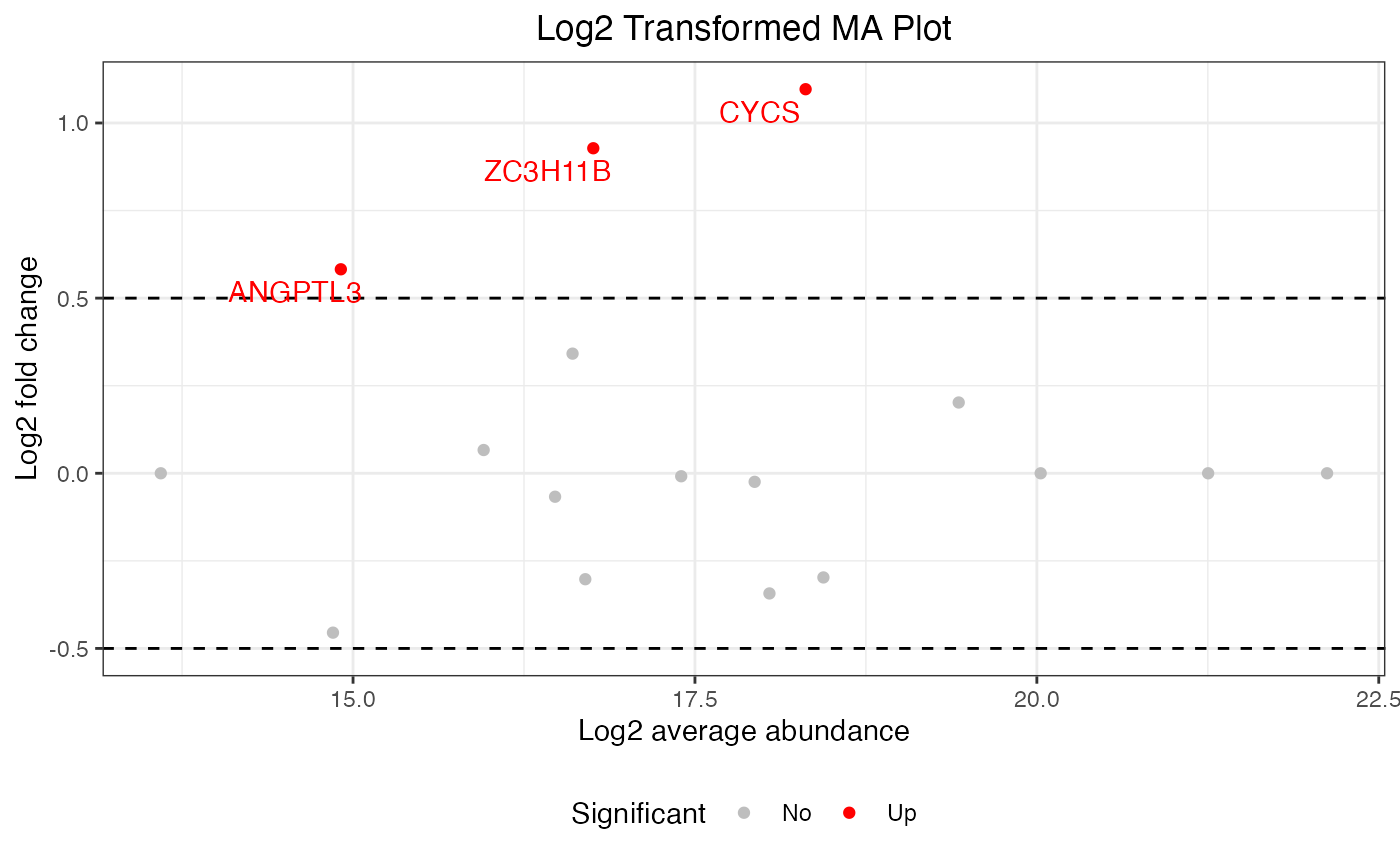 Log2 Transformed MA Plot
CYCS
1.0
ZC3H11B
ANGPTL3
0.5
Log2 fold change
0.0
-0.5
15.0 17.5 20.0 22.5
Log2 average abundance
Significant No Up